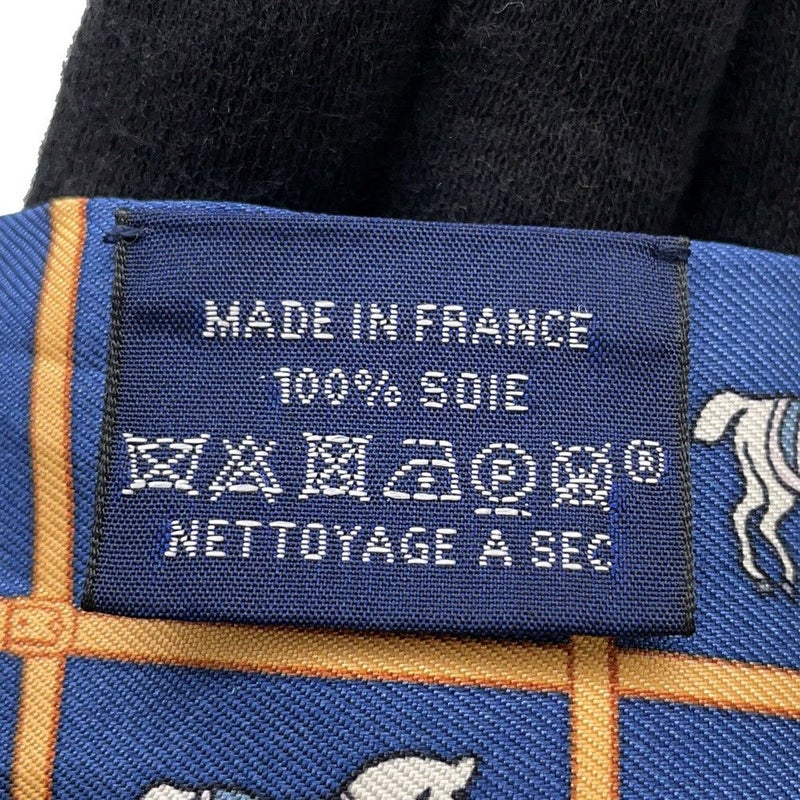 MADE IN FRANCE
100% SOIE
P W ®
NETTOYAGE A SEC